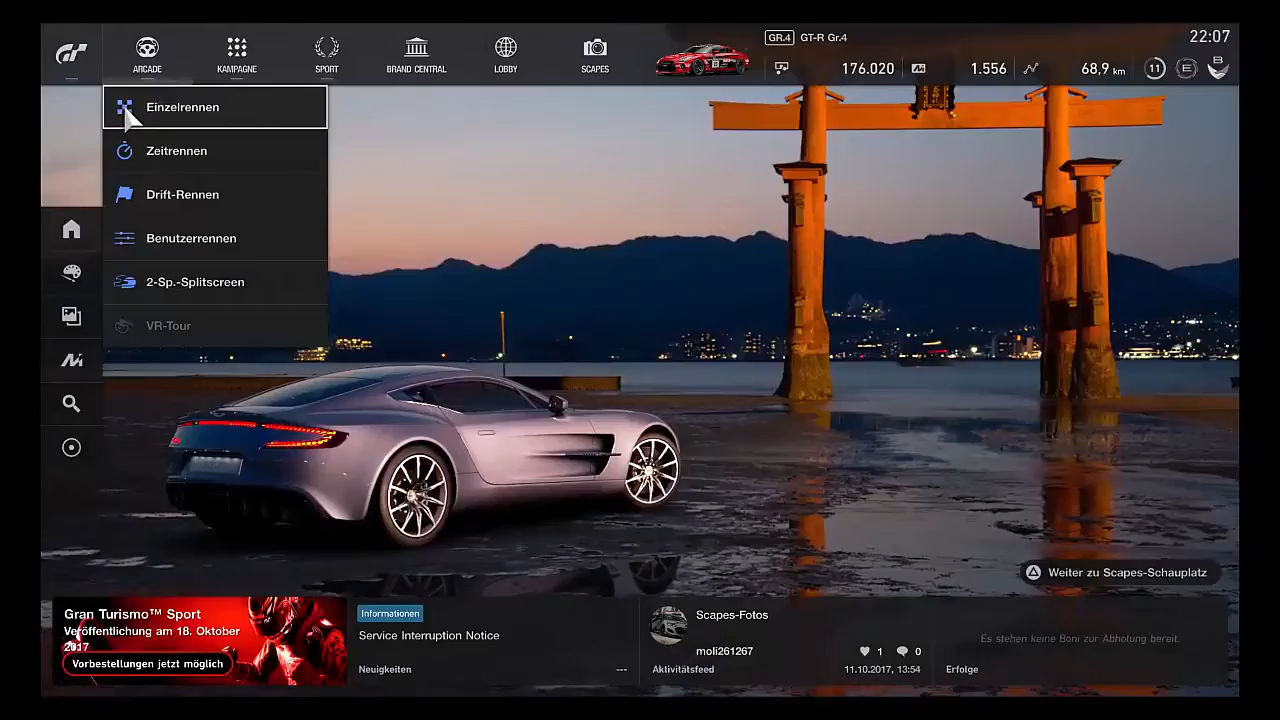 GT
ARCADE
KAMPAGNE
SPORT
BRAND CENTRAL
LOBBY
SCAPES
GR.4 GT-R Gr.4
22:07
176.020
1.556
68,9 km
11
E
B
Einzelrennen
Zeitrennen
Drift-Rennen
Benutzerrennen
2-Sp.-Splitscreen
VR-Tour
Weiter zu Scapes-Schauplatz
Gran Turismo™ Sport
Veröffentlichung am 18. Oktober
2017
Vorbestellungen jetzt möglich
Informationen
Service Interruption Notice
Neuigkeiten ---
Scapes-Fotos
moli261267
1 0
Aktivitätsfeed 11.10.2017, 13:54
Es stehen keine Boni zur Abholung bereit.
Erfolge